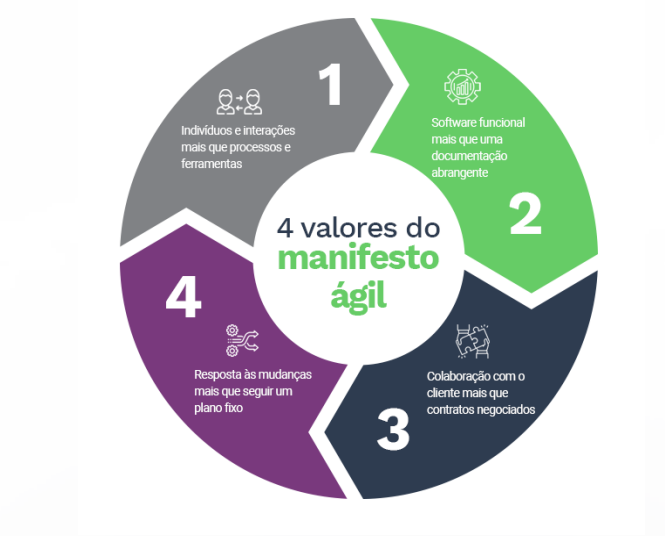 4 valores do
manifesto
ágil
1
Indivíduos e interações
mais que processos e
ferramentas
Software funcional
mais que uma
documentação
abrangente
2
Colaboração com o
cliente mais que
contratos negociados
3
4
Resposta às mudanças
mais que seguir um
plano fixo